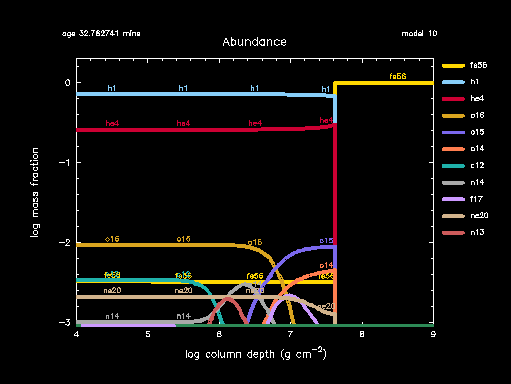 age 32.782741 mins
model 10
Abundance
log mass fraction
0
−1
−2
−3
4
5
6
7
8
9
log column depth (g cm⁻²)
h1 h1 h1 h1
he4 he4 he4 he4
fe56
o16 o16 o16
o15
o14
fe56 fe56 fe56 fe56
ne20 ne20 ne20
n14 n14
fe56
h1
he4
o16
o15
o14
c12
n14
f17
ne20
n13